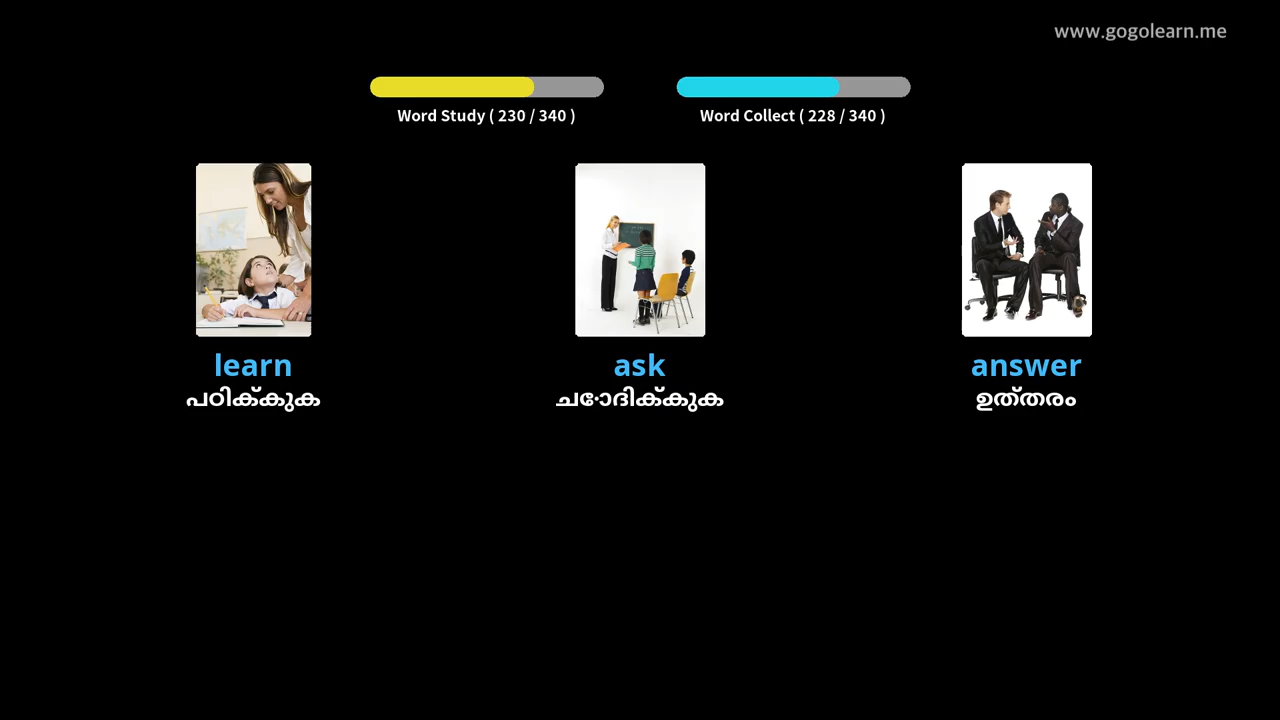 www.gogolearn.me
Word Study ( 230 / 340 )
Word Collect ( 228 / 340 )
learn
ask
answer
പഠിക്കുക
ചോദിക്കുക
ഉത്തരം